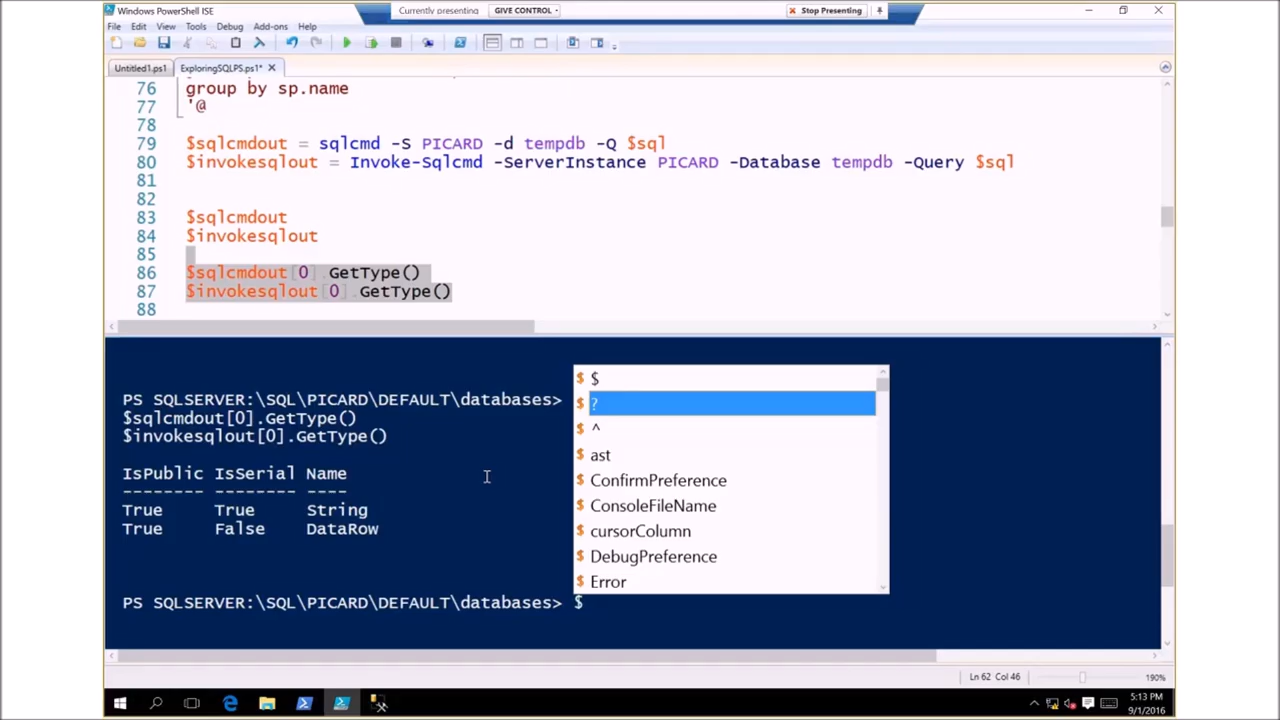 Windows PowerShell ISE
Currently presenting GIVE CONTROL Stop Presenting
File Edit View Tools Debug Add-ons Help
Untitled1.ps1 ExploringSQLPS.ps1*
76 group by sp.name
77 '@
78
79 $sqlcmdout = sqlcmd -S PICARD -d tempdb -Q $sql
80 $invokesqlout = Invoke-Sqlcmd -ServerInstance PICARD -Database tempdb -Query $sql
81
82
83 $sqlcmdout
84 $invokesqlout
85
86 $sqlcmdout[0].GetType()
87 $invokesqlout[0].GetType()
88
PS SQLSERVER:\SQL\PICARD\DEFAULT\databases>
$sqlcmdout[0].GetType()
$invokesqlout[0].GetType()
IsPublic IsSerial Name
-------- -------- ----
True True String
True False DataRow
PS SQLSERVER:\SQL\PICARD\DEFAULT\databases> $
$ $
$ ?
$ ^
$ ast
$ ConfirmPreference
$ ConsoleFileName
$ cursorColumn
$ DebugPreference
$ Error
Ln 62 Col 46 190%
5:13 PM
9/1/2016